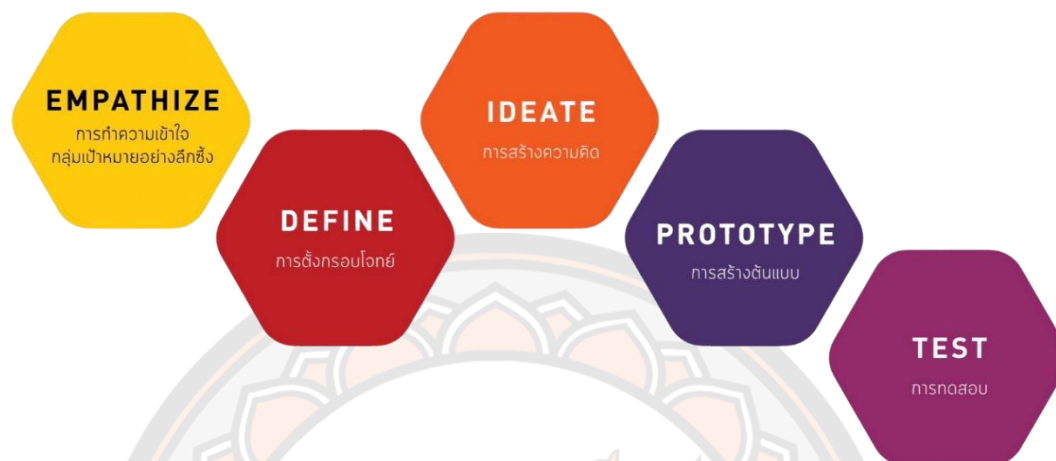 EMPATHIZE
การทำความเข้าใจ
กลุ่มเป้าหมายอย่างลึกซึ้ง
DEFINE
การตั้งกรอบโจทย์
IDEATE
การสร้างความคิด
PROTOTYPE
การสร้างต้นแบบ
TEST
การทดสอบ